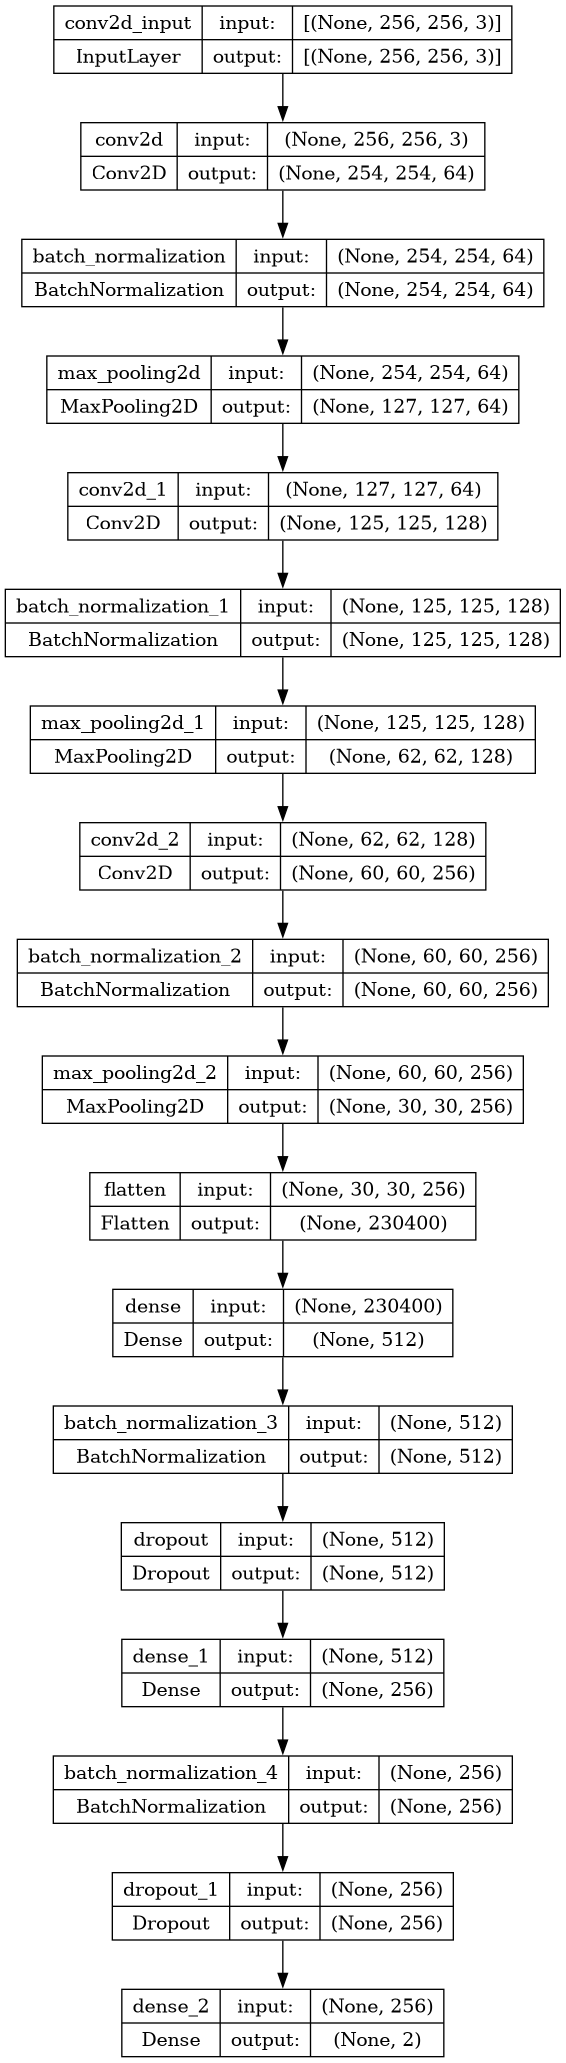 conv2d_input input: [(None, 256, 256, 3)]
InputLayer output: [(None, 256, 256, 3)]
conv2d input: (None, 256, 256, 3)
Conv2D output: (None, 254, 254, 64)
batch_normalization input: (None, 254, 254, 64)
BatchNormalization output: (None, 254, 254, 64)
max_pooling2d input: (None, 254, 254, 64)
MaxPooling2D output: (None, 127, 127, 64)
conv2d_1 input: (None, 127, 127, 64)
Conv2D output: (None, 125, 125, 128)
batch_normalization_1 input: (None, 125, 125, 128)
BatchNormalization output: (None, 125, 125, 128)
max_pooling2d_1 input: (None, 125, 125, 128)
MaxPooling2D output: (None, 62, 62, 128)
conv2d_2 input: (None, 62, 62, 128)
Conv2D output: (None, 60, 60, 256)
batch_normalization_2 input: (None, 60, 60, 256)
BatchNormalization output: (None, 60, 60, 256)
max_pooling2d_2 input: (None, 60, 60, 256)
MaxPooling2D output: (None, 30, 30, 256)
flatten input: (None, 30, 30, 256)
Flatten output: (None, 230400)
dense input: (None, 230400)
Dense output: (None, 512)
batch_normalization_3 input: (None, 512)
BatchNormalization output: (None, 512)
dropout input: (None, 512)
Dropout output: (None, 512)
dense_1 input: (None, 512)
Dense output: (None, 256)
batch_normalization_4 input: (None, 256)
BatchNormalization output: (None, 256)
dropout_1 input: (None, 256)
Dropout output: (None, 256)
dense_2 input: (None, 256)
Dense output: (None, 2)